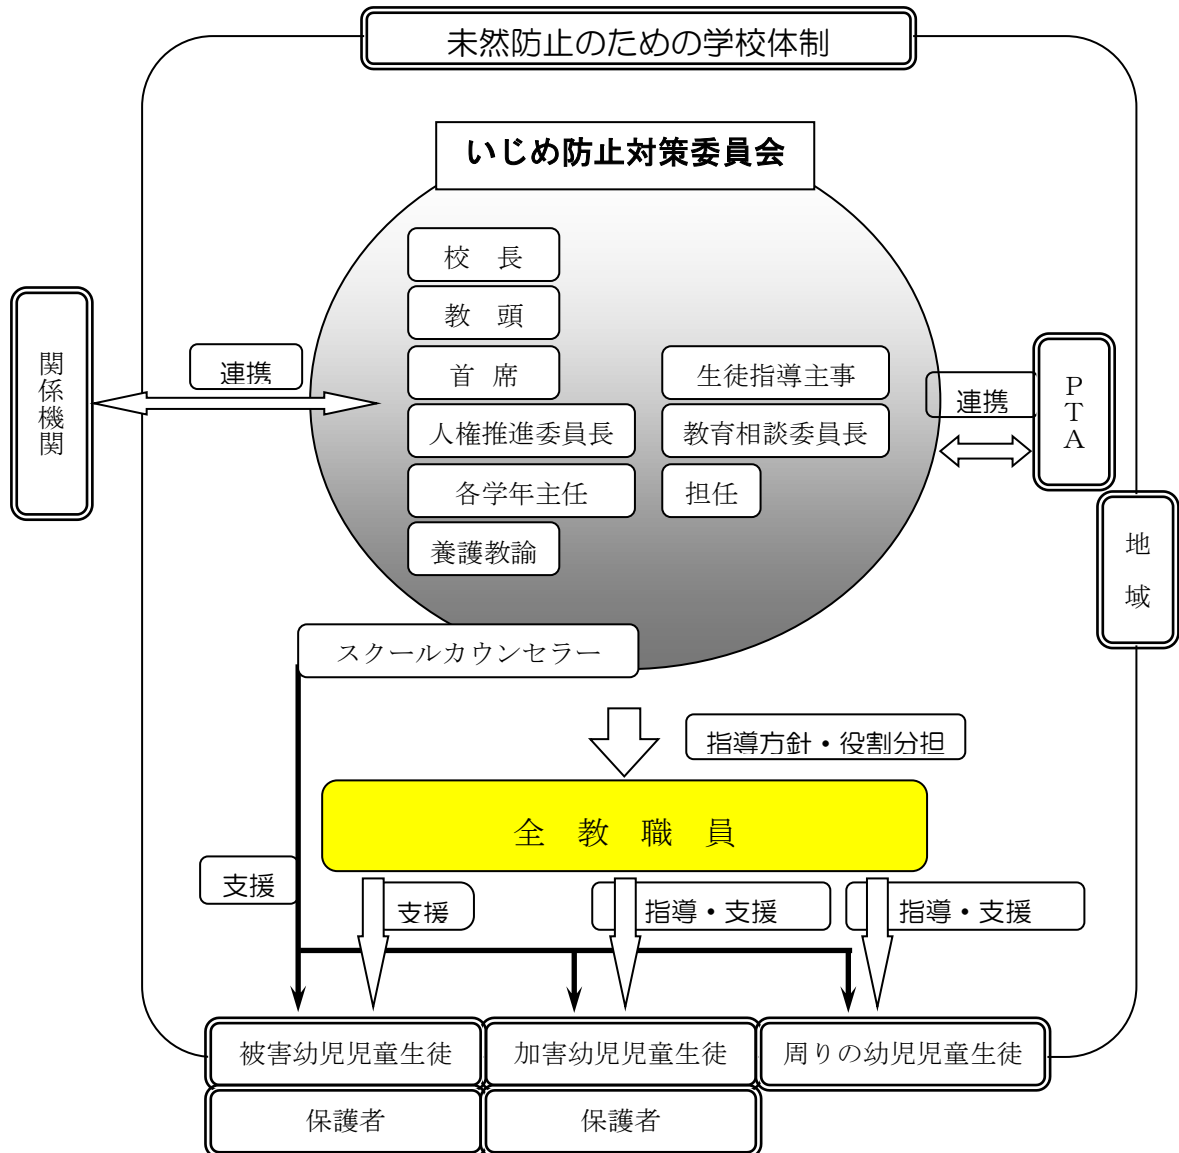 未然防止のための学校体制
いじめ防止対策委員会
校 長
教 頭
首 席
生徒指導主事
人権推進委員長
教育相談委員長
各学年主任
担任
養護教諭
スクールカウンセラー
関係機関
連携
連携
PTA
地域
指導方針・役割分担
全 教 職 員
支援
支援
指導・支援
指導・支援
被害幼児児童生徒
加害幼児児童生徒
周りの幼児児童生徒
保護者
保護者